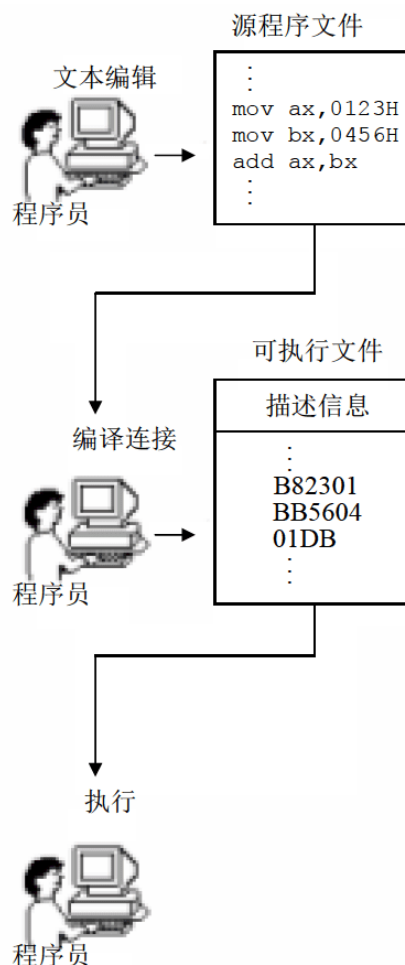 源程序文件
文本编辑
程序员
⋮
mov ax,0123H
mov bx,0456H
add ax,bx
⋮
可执行文件
描述信息
编译连接
程序员
⋮
B82301
BB5604
01DB
⋮
执行
程序员